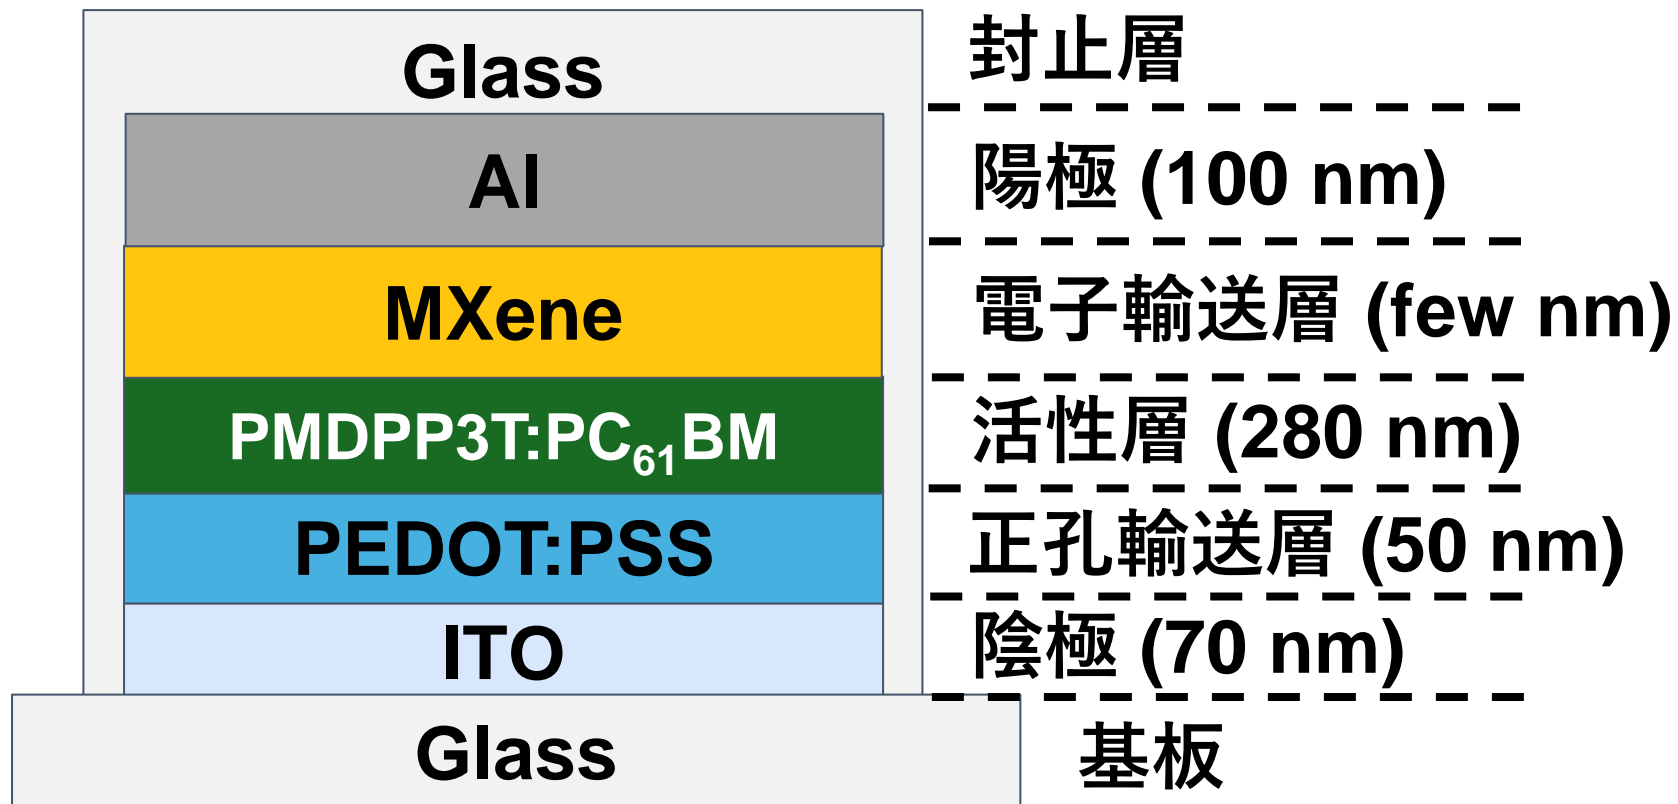 Glass 封止層
Al 陽極 (100 nm)
MXene 電子輸送層 (few nm)
PMDPP3T:PC₆₁BM 活性層 (280 nm)
PEDOT:PSS 正孔輸送層 (50 nm)
ITO 陰極 (70 nm)
Glass 基板